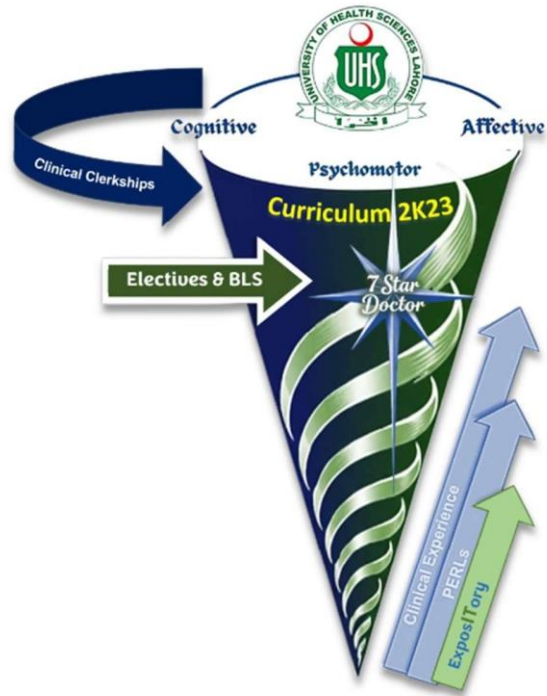 UNIVERSITY OF HEALTH SCIENCES LAHORE
UHS
Cognitive
Affective
Psychomotor
Clinical Clerkships
Curriculum 2K23
Electives & BLS
7 Star
Doctor
Clinical Experience
PERLs
ExposITory